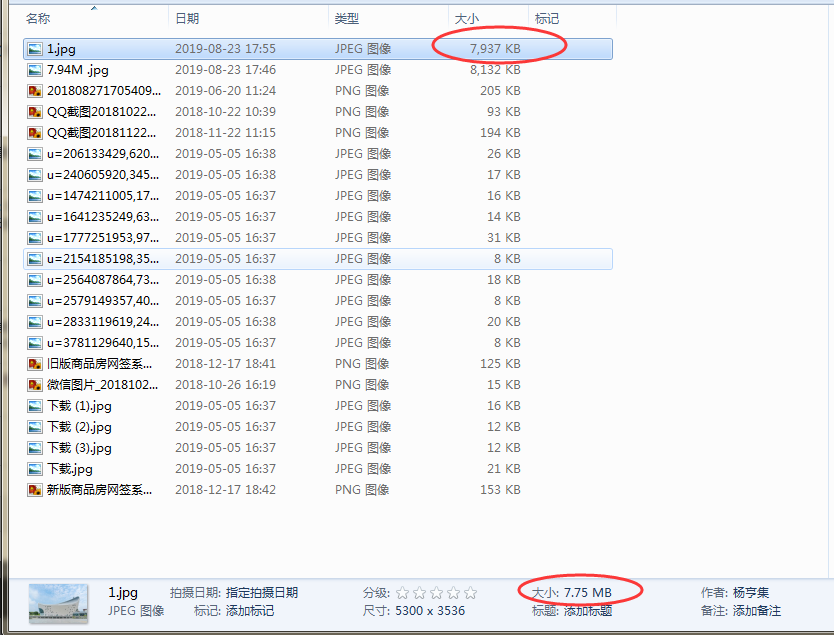 名称 日期 类型 大小 标记
1.jpg 2019-08-23 17:55 JPEG 图像 7,937 KB
7.94M .jpg 2019-08-23 17:46 JPEG 图像 8,132 KB
201808271705409... 2019-06-20 11:24 PNG 图像 205 KB
QQ截图20181022... 2018-10-22 10:39 PNG 图像 93 KB
QQ截图20181122... 2018-11-22 11:15 PNG 图像 194 KB
u=206133429,620... 2019-05-05 16:38 JPEG 图像 26 KB
u=240605920,345... 2019-05-05 16:38 JPEG 图像 17 KB
u=1474211005,17... 2019-05-05 16:37 JPEG 图像 16 KB
u=1641235249,63... 2019-05-05 16:37 JPEG 图像 14 KB
u=1777251953,97... 2019-05-05 16:37 JPEG 图像 31 KB
u=2154185198,35... 2019-05-05 16:37 JPEG 图像 8 KB
u=2564087864,73... 2019-05-05 16:38 JPEG 图像 18 KB
u=2579149357,40... 2019-05-05 16:37 JPEG 图像 8 KB
u=2833119619,24... 2019-05-05 16:38 JPEG 图像 20 KB
u=3781129640,15... 2019-05-05 16:37 JPEG 图像 8 KB
旧版商品房网签系... 2018-12-17 18:41 PNG 图像 125 KB
微信图片_2018102... 2018-10-26 16:19 PNG 图像 15 KB
下载 (1).jpg 2019-05-05 16:37 JPEG 图像 16 KB
下载 (2).jpg 2019-05-05 16:37 JPEG 图像 12 KB
下载 (3).jpg 2019-05-05 16:37 JPEG 图像 12 KB
下载.jpg 2019-05-05 16:37 JPEG 图像 21 KB
新版商品房网签系... 2018-12-17 18:42 PNG 图像 153 KB
1.jpg 拍摄日期: 指定拍摄日期 分级: 大小: 7.75 MB 作者: 杨亨集
JPEG 图像 标记: 添加标记 尺寸: 5300 x 3536 标题: 添加标题 备注: 添加备注